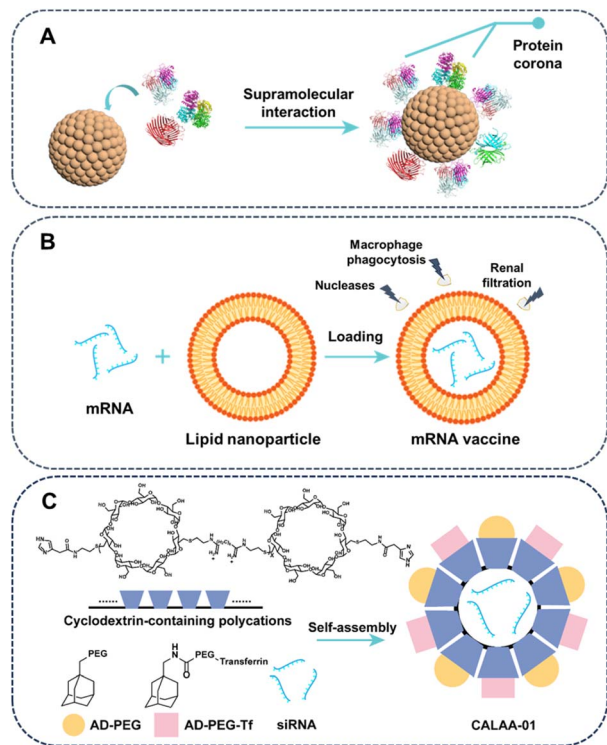 A
Supramolecular
interaction
Protein
corona
B
Macrophage
phagocytosis
Nucleases
Renal
filtration
Loading
mRNA
Lipid nanoparticle
mRNA vaccine
C
Cyclodextrin-containing polycations
Self-assembly
PEG
PEG
Transferrin
AD-PEG
AD-PEG-Tf
siRNA
CALAA-01